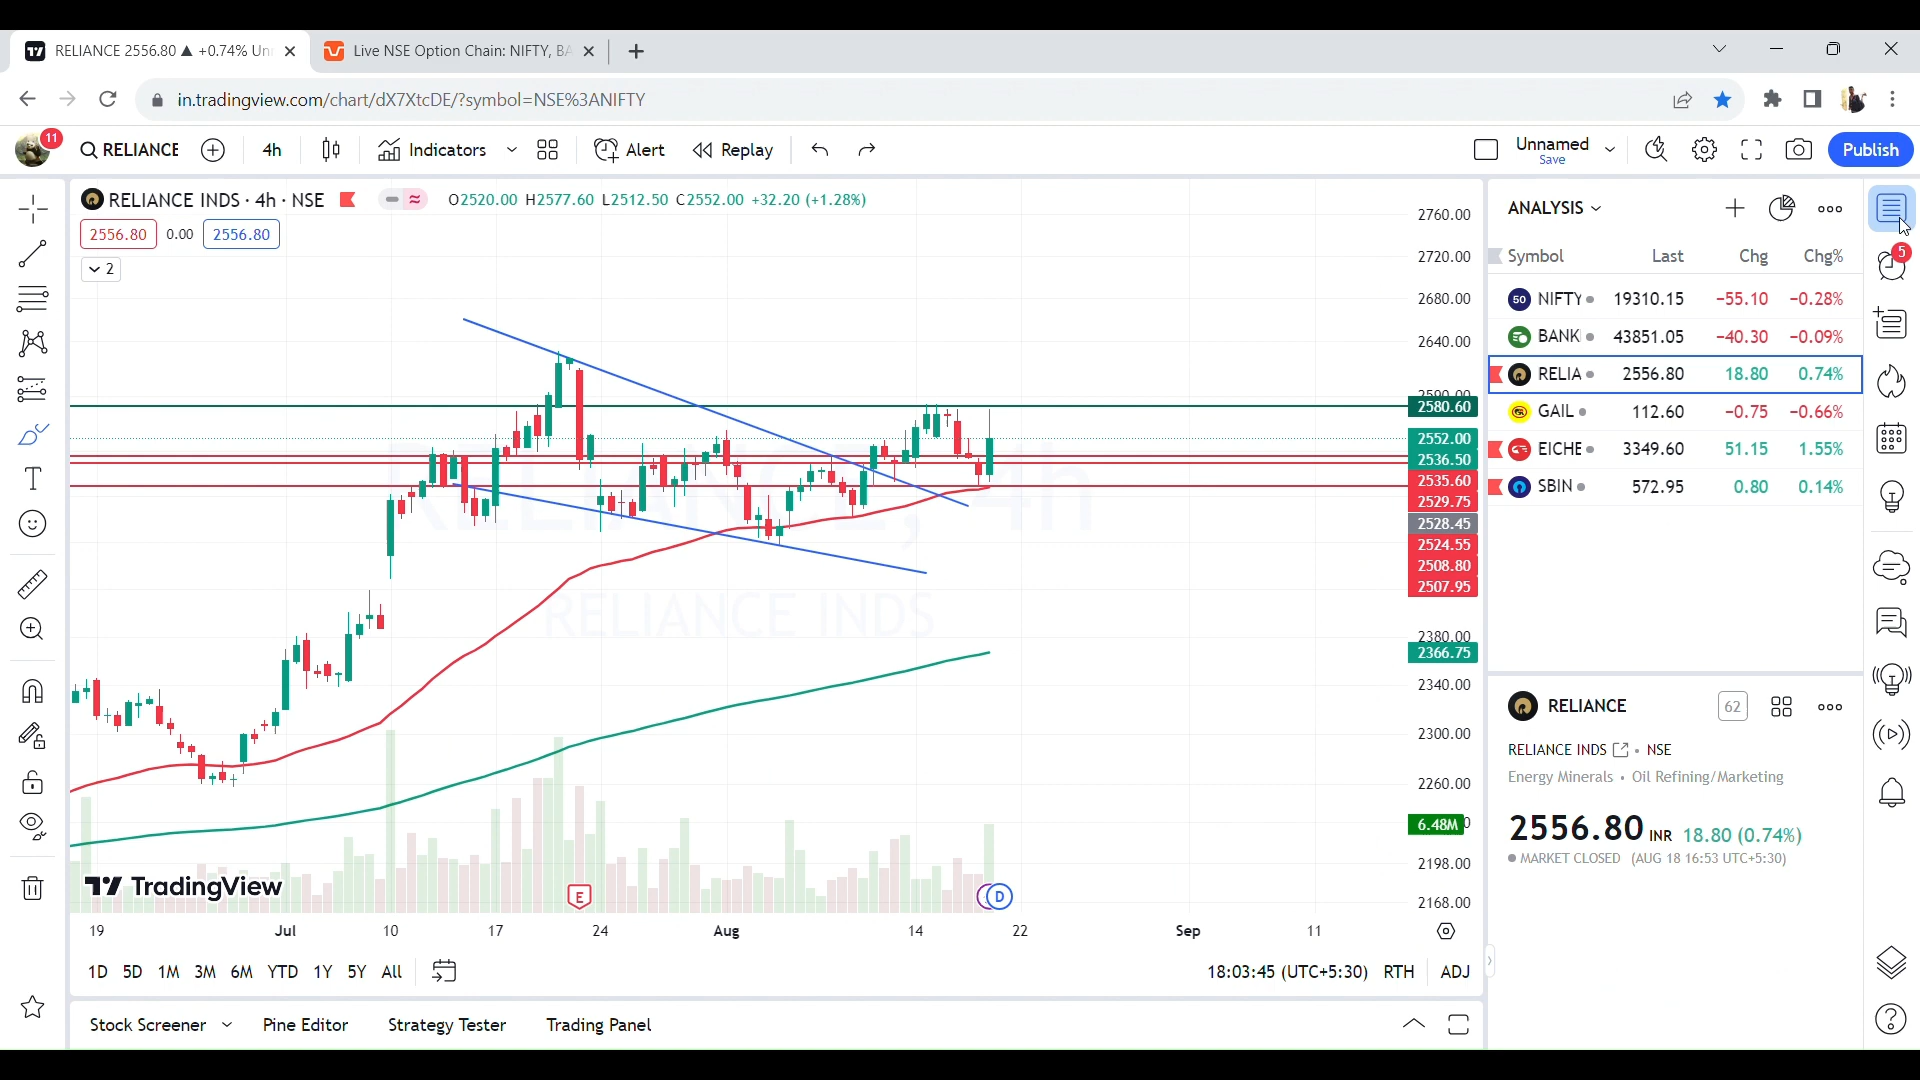 RELIANCE 2556.80 ▲ +0.74% Un
Live NSE Option Chain: NIFTY, BA
in.tradingview.com/chart/dX7XtcDE/?symbol=NSE%3ANIFTY
11
RELIANCE
4h
Indicators
Alert
Replay
Unnamed
Save
Publish
RELIANCE INDS · 4h · NSE
O2520.00 H2577.60 L2512.50 C2552.00 +32.20 (+1.28%)
2556.80 0.00 2556.80
2
2760.00
2720.00
2680.00
2640.00
2580.60
2552.00
2536.50
2535.60
2529.75
2528.45
2524.55
2508.80
2507.95
2380.00
2366.75
2340.00
2300.00
2260.00
6.48M
2198.00
2168.00
RELIANCE, 4h
RELIANCE INDS
TradingView
E
D
19 Jul 10 17 24 Aug 14 22 Sep 11
1D 5D 1M 3M 6M YTD 1Y 5Y All
18:03:45 (UTC+5:30) RTH ADJ
Stock Screener Pine Editor Strategy Tester Trading Panel
ANALYSIS
Symbol Last Chg Chg%
50 NIFTY 19310.15 −55.10 −0.28%
BANK 43851.05 −40.30 −0.09%
RELIA 2556.80 18.80 0.74%
GAIL 112.60 −0.75 −0.66%
EICHE 3349.60 51.15 1.55%
SBIN 572.95 0.80 0.14%
5
RELIANCE
62
RELIANCE INDS • NSE
Energy Minerals • Oil Refining/Marketing
2556.80 INR 18.80 (0.74%)
MARKET CLOSED (AUG 18 16:53 UTC+5:30)